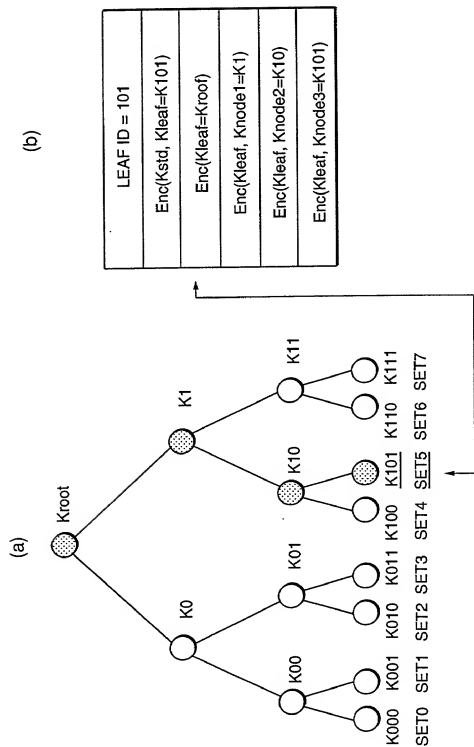 (a)
Kroot
K0
K1
K00
K01
K10
K11
K000 K001 K010 K011 K100 K101 K110 K111
SET0 SET1 SET2 SET3 SET4 SET5 SET6 SET7
(b)
LEAF ID = 101
Enc(Kstd, Kleaf=K101)
Enc(Kleaf=Kroof)
Enc(Kleaf, Knode1=K1)
Enc(Kleaf, Knode2=K10)
Enc(Kleaf, Knode3=K101)